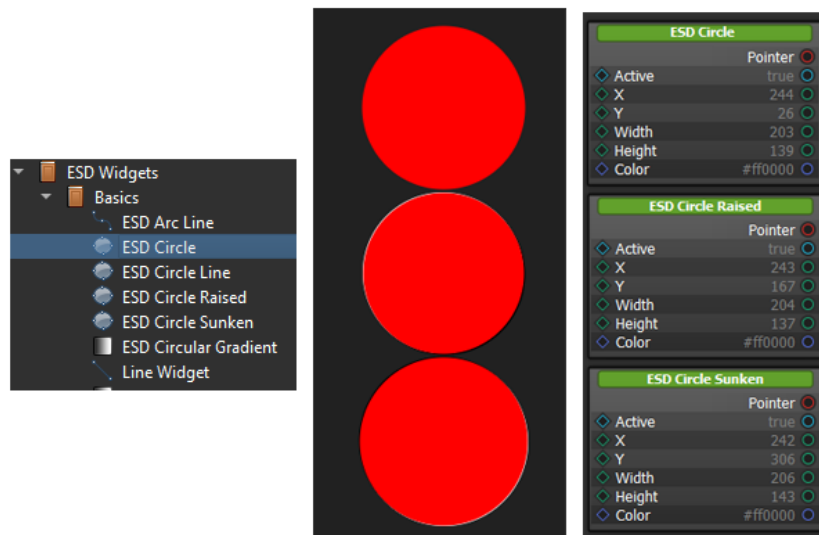 ESD Widgets
Basics
ESD Arc Line
ESD Circle
ESD Circle Line
ESD Circle Raised
ESD Circle Sunken
ESD Circular Gradient
Line Widget
ESD Circle
Pointer
Active true
X 244
Y 26
Width 203
Height 139
Color #ff0000
ESD Circle Raised
Pointer
Active true
X 243
Y 167
Width 204
Height 137
Color #ff0000
ESD Circle Sunken
Pointer
Active true
X 242
Y 306
Width 206
Height 143
Color #ff0000